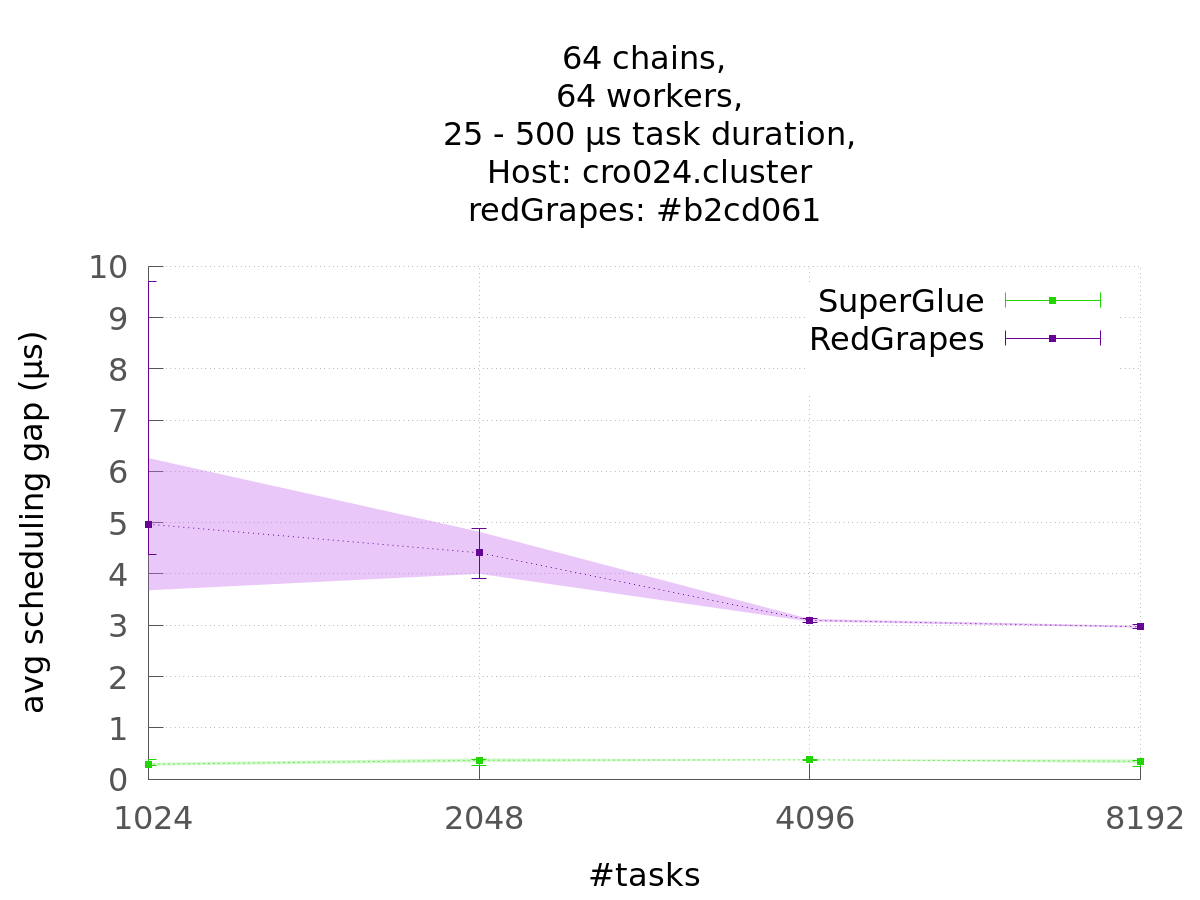 64 chains,
64 workers,
25 - 500 µs task duration,
Host: cro024.cluster
redGrapes: #b2cd061
10
9
8
7
6
5
4
3
2
1
0
avg scheduling gap (µs)
SuperGlue
RedGrapes
1024 2048 4096 8192
#tasks